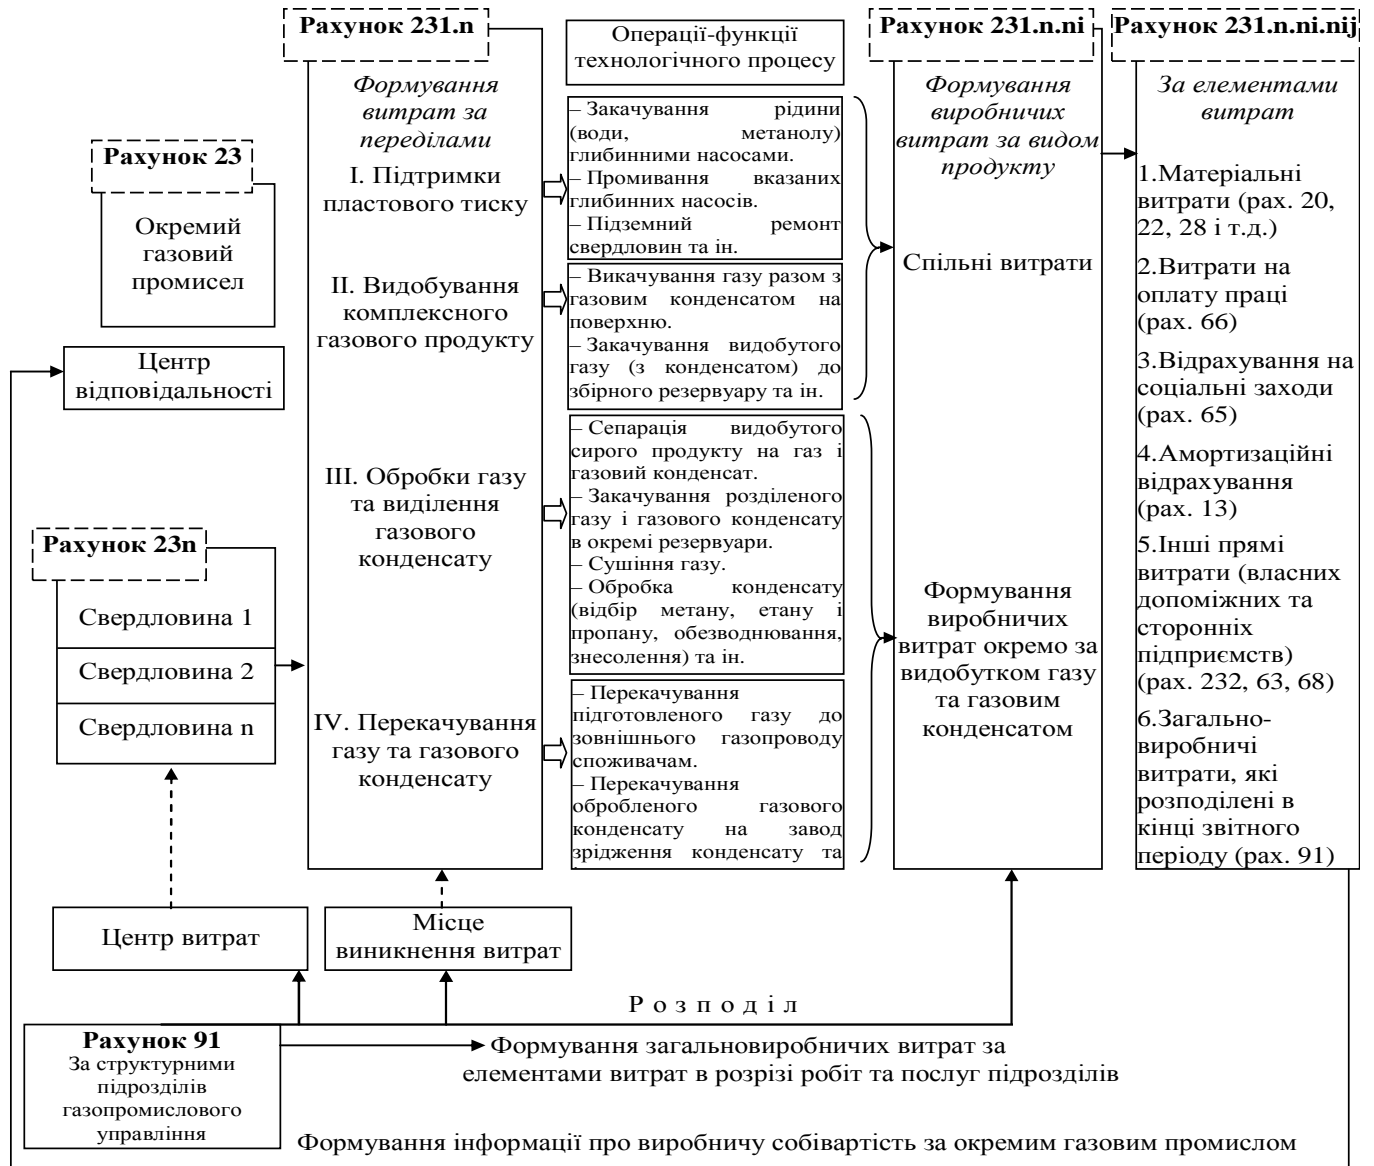 Рахунок 23
Окремий
газовий
промисел
Центр
відповідальності
Рахунок 23n
Свердловина 1
Свердловина 2
Свердловина n
Рахунок 231.n
Формування
витрат за
переділами
І. Підтримки
пластового тиску
ІІ. Видобування
комплексного
газового продукту
ІІІ. Обробки газу
та виділення
газового
конденсату
IV. Перекачування
газу та газового
конденсату
Операції-функції
технологічного процесу
– Закачування рідини
(води, метанолу)
глибинними насосами.
– Промивання вказаних
глибинних насосів.
– Підземний ремонт
свердловин та ін.
– Викачування газу разом з
газовим конденсатом на
поверхню.
– Закачування видобутого
газу (з конденсатом) до
збірного резервуару та ін.
– Сепарація видобутого
сирого продукту на газ і
газовий конденсат.
– Закачування розділеного
газу і газового конденсату
в окремі резервуари.
– Сушіння газу.
– Обробка конденсату
(відбір метану, етану і
пропану, обезводнювання,
знесолення) та ін.
– Перекачування
підготовленого газу до
зовнішнього газопроводу
споживачам.
– Перекачування
обробленого газового
конденсату на завод
зрідження конденсату та
Рахунок 231.n.ni
Формування
виробничих
витрат за видом
продукту
Спільні витрати
Формування
виробничих
витрат окремо за
видобутком газу
та газовим
конденсатом
Рахунок 231.n.ni.nij
За елементами
витрат
1.Матеріальні
витрати (рах. 20,
22, 28 і т.д.)
2.Витрати на
оплату праці
(рах. 66)
3.Відрахування на
соціальні заходи
(рах. 65)
4.Амортизаційні
відрахування
(рах. 13)
5.Інші прямі
витрати (власних
допоміжних та
сторонніх
підприємств)
(рах. 232, 63, 68)
6.Загально-
виробничі
витрати, які
розподілені в
кінці звітного
періоду (рах. 91)
Центр витрат
Місце
виникнення витрат
Розподіл
Рахунок 91
За структурними
підрозділів
газопромислового
управління
Формування загальновиробничих витрат за
елементами витрат в розрізі робіт та послуг підрозділів
Формування інформації про виробничу собівартість за окремим газовим промислом